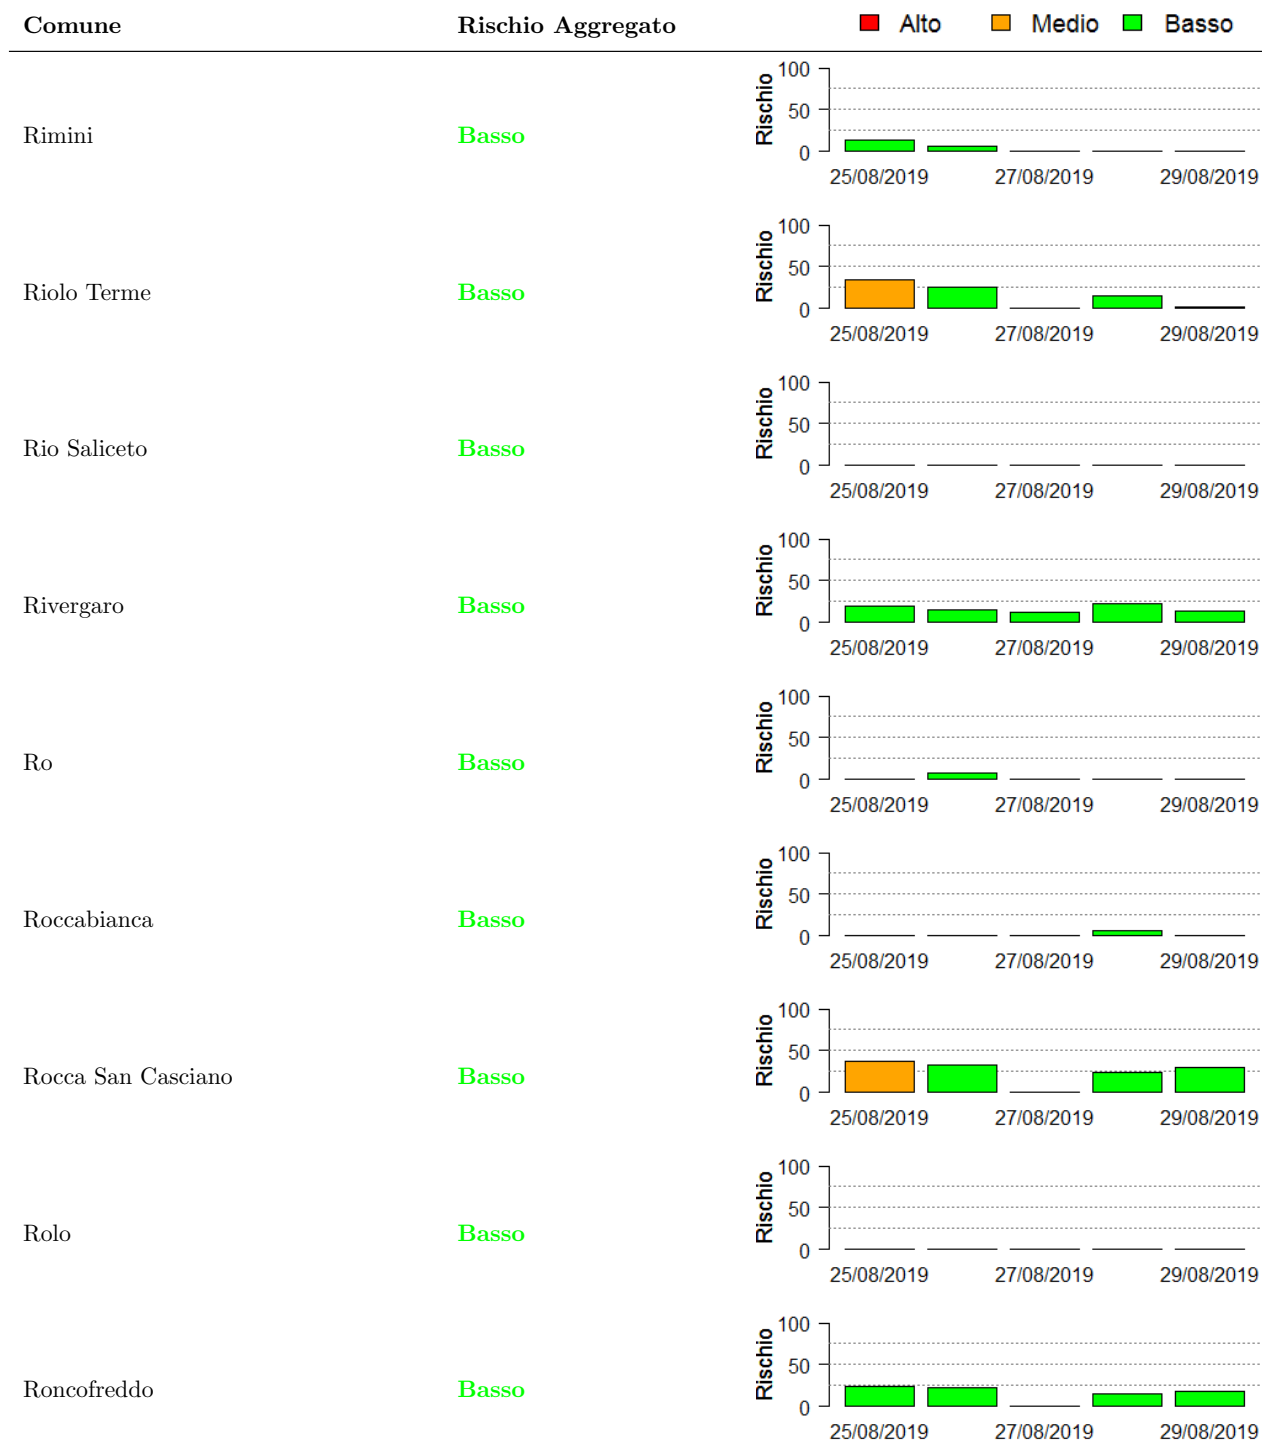 Comune Rischio Aggregato Alto Medio Basso
100
50
0
Rischio
Rimini Basso
25/08/2019 27/08/2019 29/08/2019
100
50
0
Rischio
Riolo Terme Basso
25/08/2019 27/08/2019 29/08/2019
100
50
0
Rischio
Rio Saliceto Basso
25/08/2019 27/08/2019 29/08/2019
100
50
0
Rischio
Rivergaro Basso
25/08/2019 27/08/2019 29/08/2019
100
50
0
Rischio
Ro Basso
25/08/2019 27/08/2019 29/08/2019
100
50
0
Rischio
Roccabianca Basso
25/08/2019 27/08/2019 29/08/2019
100
50
0
Rischio
Rocca San Casciano Basso
25/08/2019 27/08/2019 29/08/2019
100
50
0
Rischio
Rolo Basso
25/08/2019 27/08/2019 29/08/2019
100
50
0
Rischio
Roncofreddo Basso
25/08/2019 27/08/2019 29/08/2019